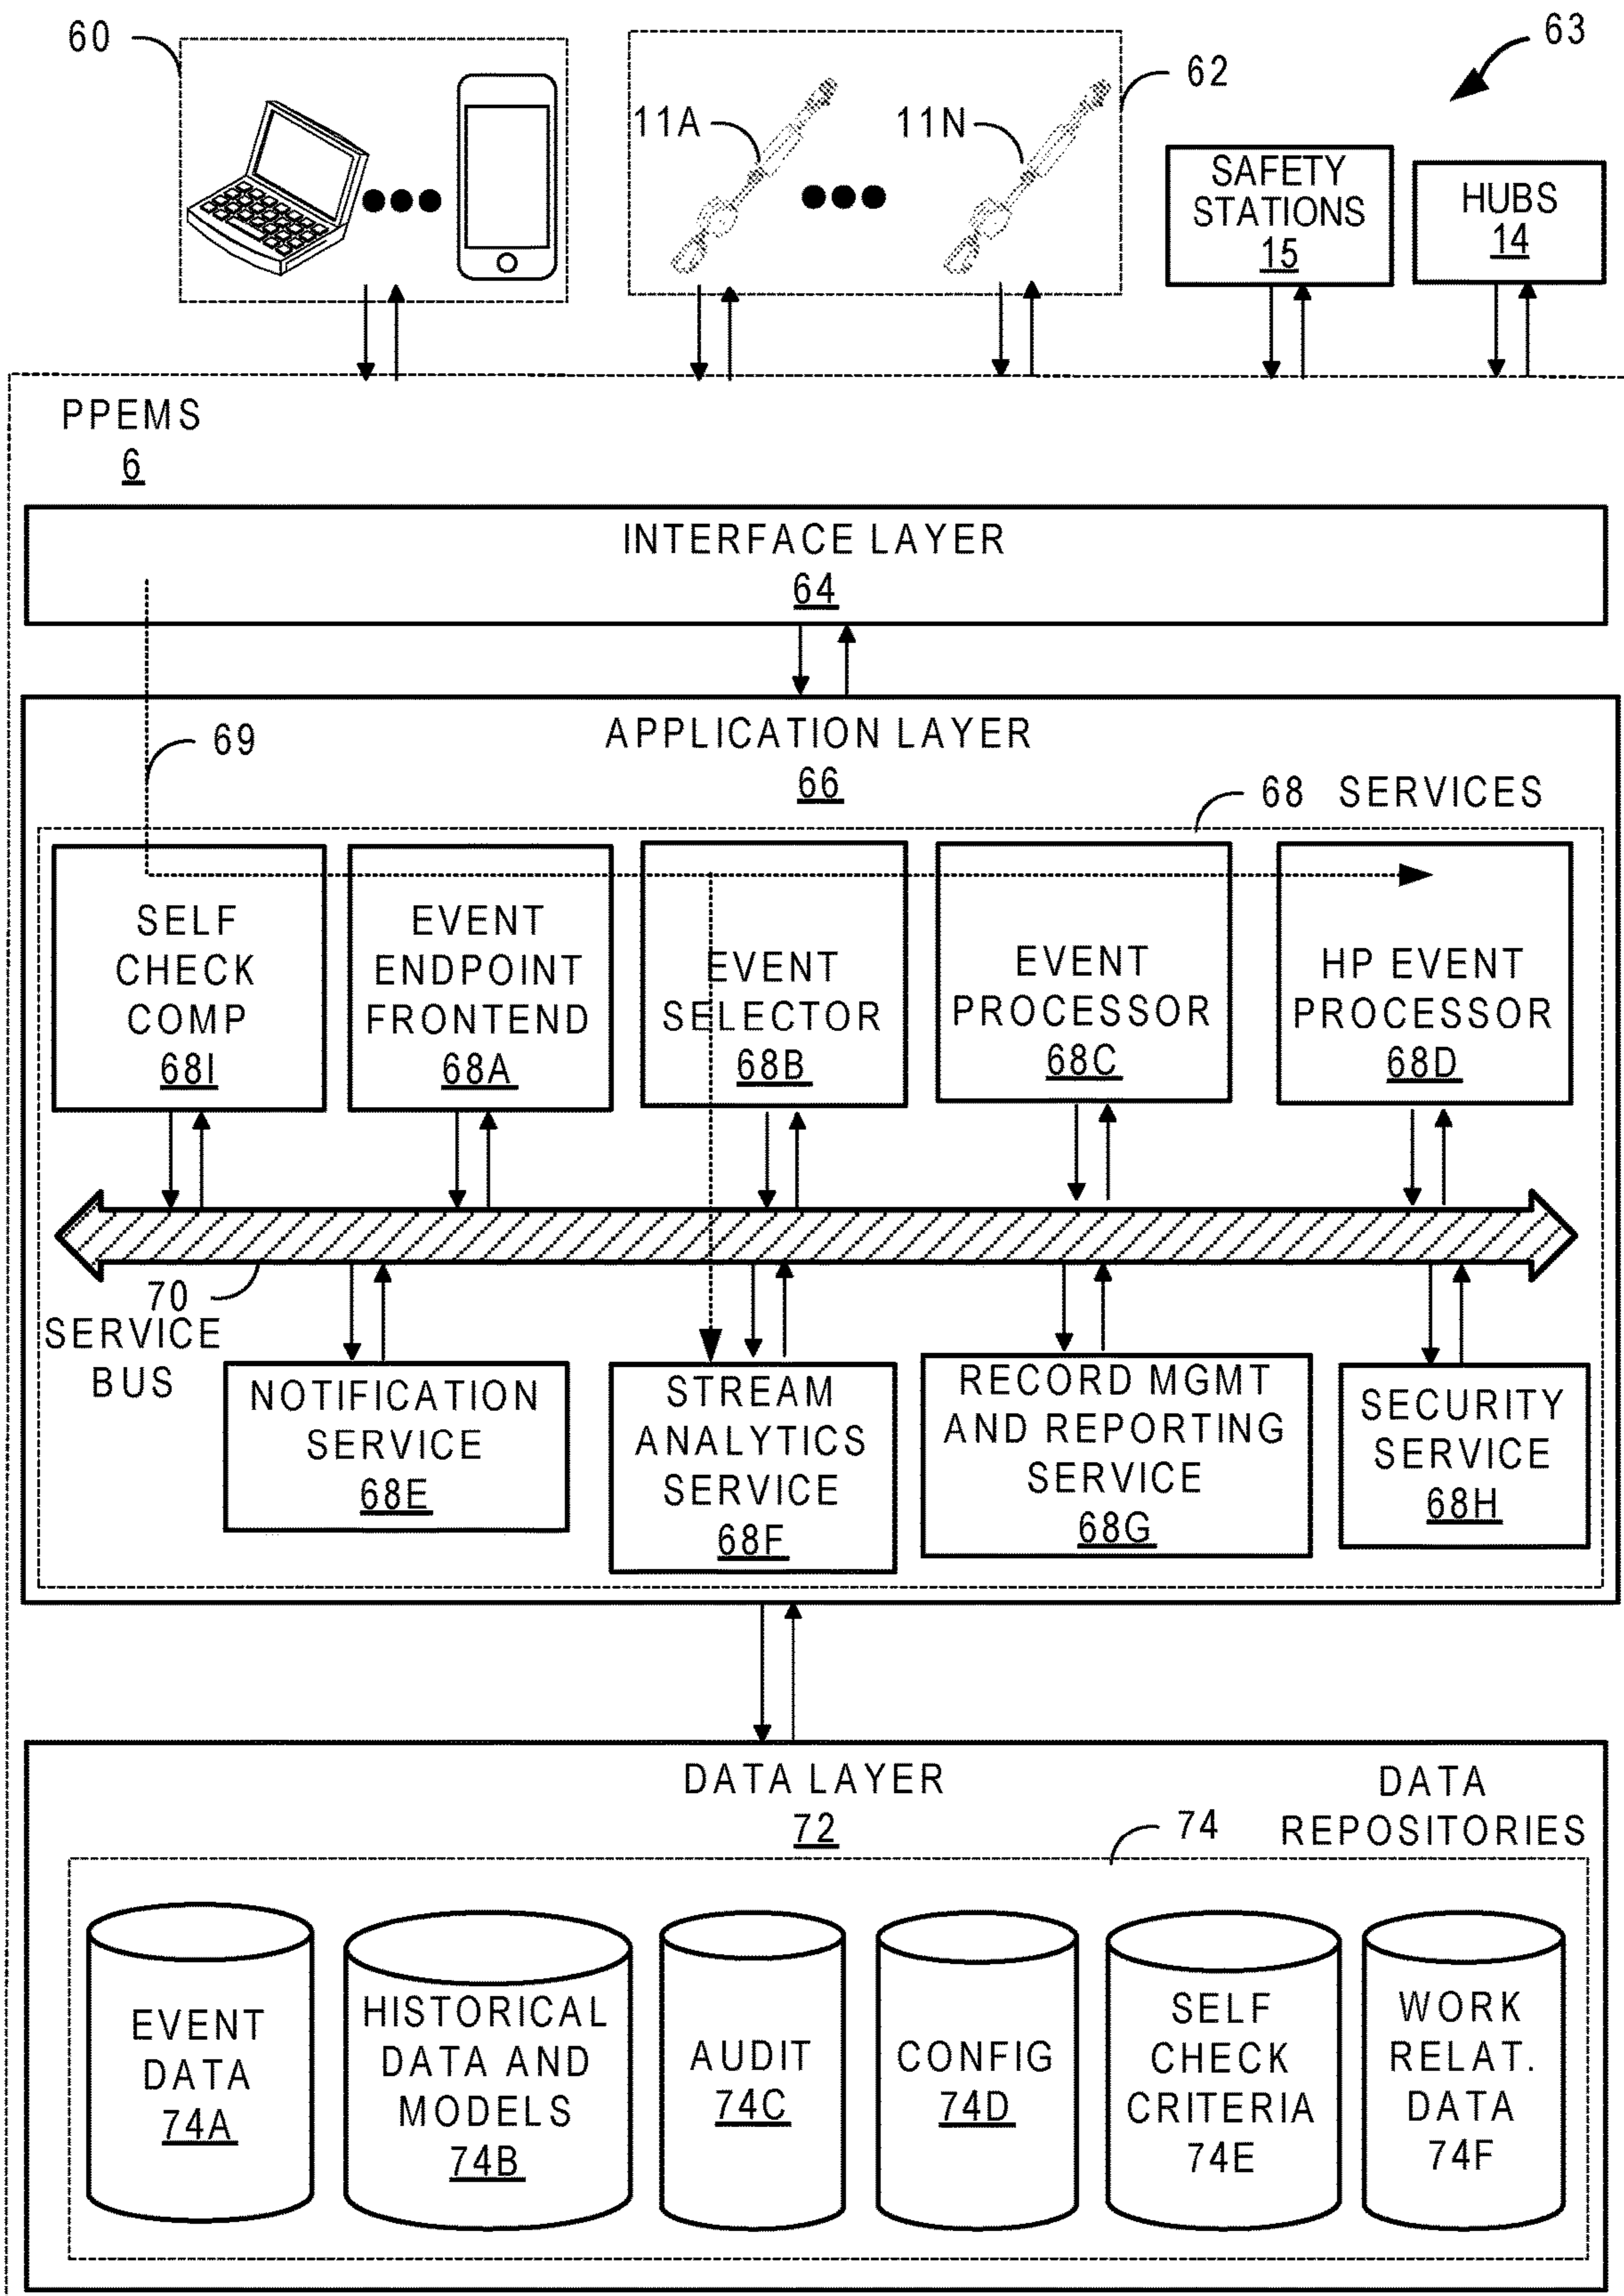 60
62
63
11A
11N
SAFETY
STATIONS
15
HUBS
14
PPEMS
6
INTERFACE LAYER
64
69
APPLICATION LAYER
66
68 SERVICES
SELF
CHECK
COMP
68I
EVENT
ENDPOINT
FRONTEND
68A
EVENT
SELECTOR
68B
EVENT
PROCESSOR
68C
HP EVENT
PROCESSOR
68D
70
SERVICE
BUS
NOTIFICATION
SERVICE
68E
STREAM
ANALYTICS
SERVICE
68F
RECORD MGMT
AND REPORTING
SERVICE
68G
SECURITY
SERVICE
68H
DATA LAYER
72
74
DATA
REPOSITORIES
EVENT
DATA
74A
HISTORICAL
DATA AND
MODELS
74B
AUDIT
74C
CONFIG
74D
SELF
CHECK
CRITERIA
74E
WORK
RELAT.
DATA
74F